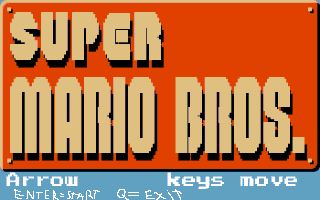 SUPER
MARIO BROS.
Arrow keys move
ENTER=START Q=EXIT